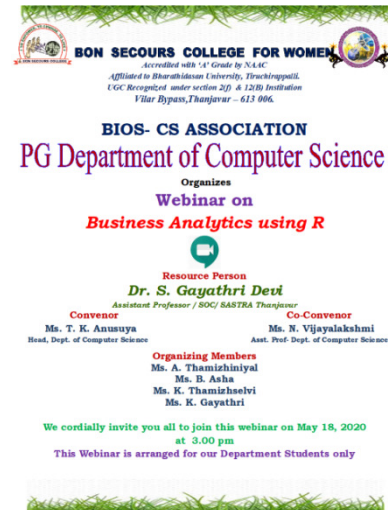 BON SECOURS COLLEGE FOR WOMEN
Accredited with 'A' Grade by NAAC
Affiliated to Bharathidasan University, Tiruchirappalli.
UGC Recognized under section 2(f) & 12(B) Institution
Vilar Bypass,Thanjavur – 613 006.
BIOS- CS ASSOCIATION
PG Department of Computer Science
Organizes
Webinar on
Business Analytics using R
Resource Person
Dr. S. Gayathri Devi
Assistant Professor / SOC/ SASTRA Thanjavur
Convenor
Ms. T. K. Anusuya
Head, Dept. of Computer Science
Co-Convenor
Ms. N. Vijayalakshmi
Asst. Prof- Dept. of Computer Science
Organizing Members
Ms. A. Thamizhiniyal
Ms. B. Asha
Ms. K. Thamizhselvi
Ms. K. Gayathri
We cordially invite you all to join this webinar on May 18, 2020
at 3.00 pm
This Webinar is arranged for our Department Students only